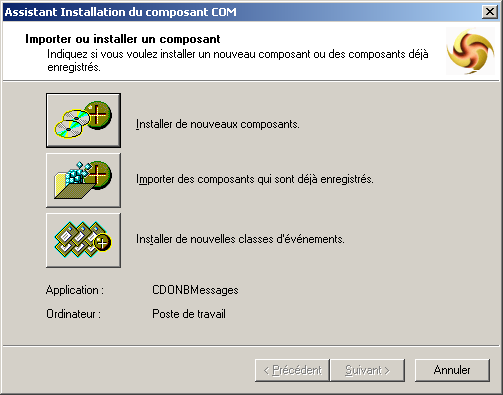 Assistant Installation du composant COM
Importer ou installer un composant
Indiquez si vous voulez installer un nouveau composant ou des composants déjà
enregistrés.
Installer de nouveaux composants.
Importer des composants qui sont déjà enregistrés.
Installer de nouvelles classes d'événements.
Application : CDONBMessages
Ordinateur : Poste de travail
< Précédent Suivant > Annuler